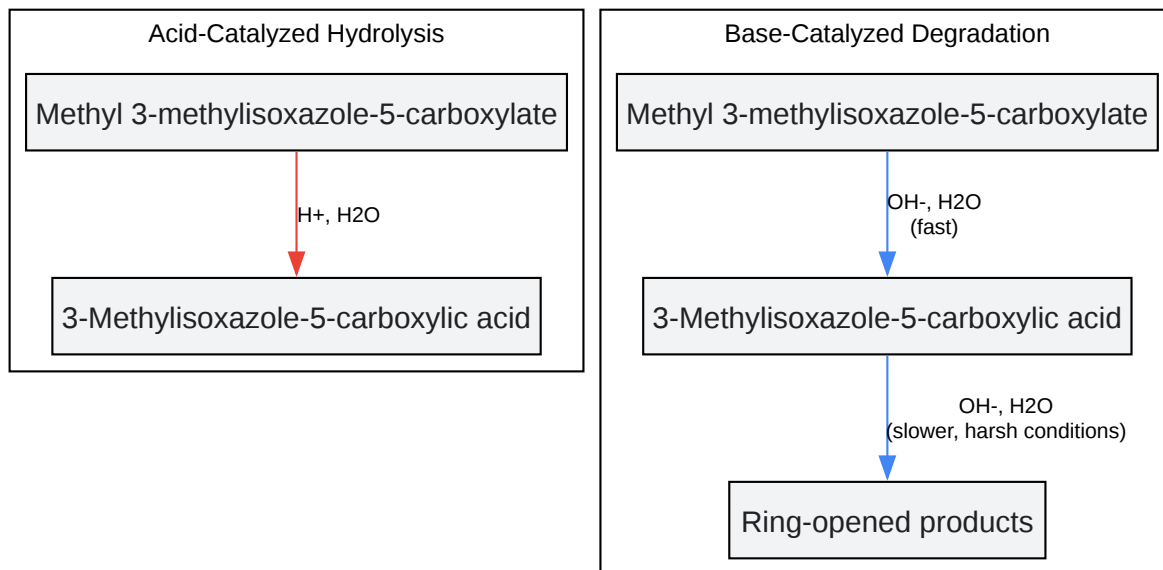 Acid-Catalyzed Hydrolysis
Methyl 3-methylisoxazole-5-carboxylate
H+, H2O
3-Methylisoxazole-5-carboxylic acid
Base-Catalyzed Degradation
Methyl 3-methylisoxazole-5-carboxylate
OH-, H2O
(fast)
3-Methylisoxazole-5-carboxylic acid
OH-, H2O
(slower, harsh conditions)
Ring-opened products